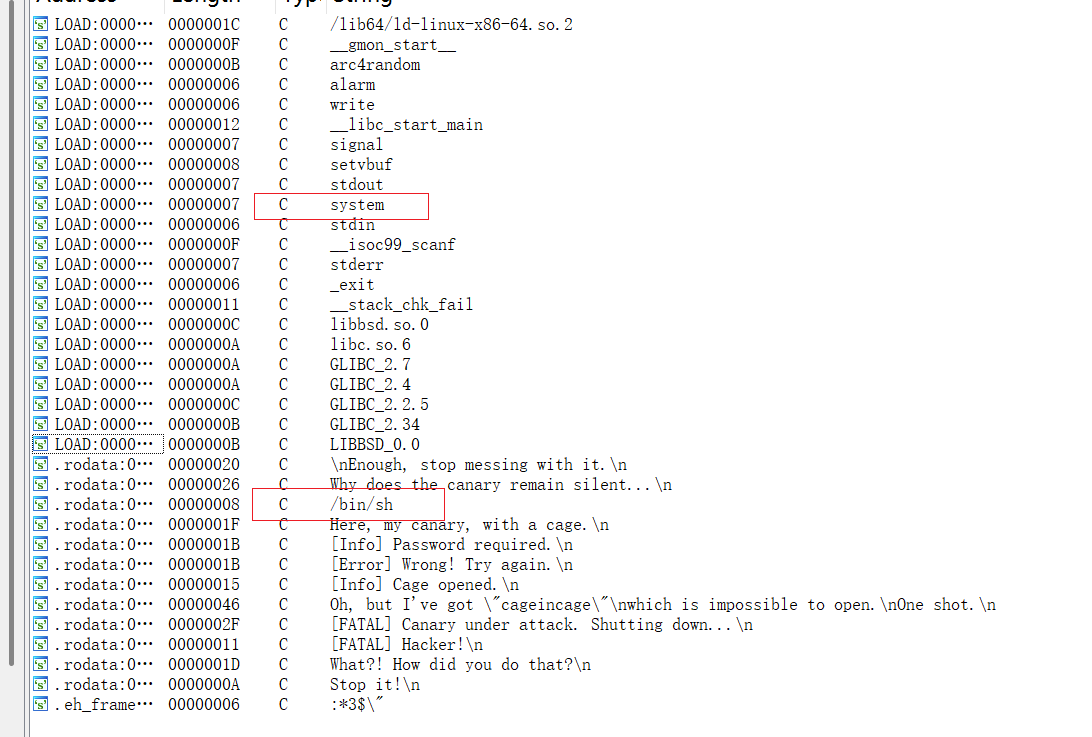 LOAD:0000··· 0000001C C /lib64/ld-linux-x86-64.so.2
LOAD:0000··· 0000000F C __gmon_start__
LOAD:0000··· 0000000B C arc4random
LOAD:0000··· 00000006 C alarm
LOAD:0000··· 00000006 C write
LOAD:0000··· 00000012 C __libc_start_main
LOAD:0000··· 00000007 C signal
LOAD:0000··· 00000008 C setvbuf
LOAD:0000··· 00000007 C stdout
LOAD:0000··· 00000007 C system
LOAD:0000··· 00000006 C stdin
LOAD:0000··· 0000000F C __isoc99_scanf
LOAD:0000··· 00000007 C stderr
LOAD:0000··· 00000006 C _exit
LOAD:0000··· 00000011 C __stack_chk_fail
LOAD:0000··· 0000000C C libbsd.so.0
LOAD:0000··· 0000000A C libc.so.6
LOAD:0000··· 0000000A C GLIBC_2.7
LOAD:0000··· 0000000A C GLIBC_2.4
LOAD:0000··· 0000000C C GLIBC_2.2.5
LOAD:0000··· 0000000B C GLIBC_2.34
LOAD:0000··· 0000000B C LIBBSD_0.0
.rodata:0··· 00000020 C \nEnough, stop messing with it.\n
.rodata:0··· 00000026 C Why does the canary remain silent...\n
.rodata:0··· 00000008 C /bin/sh
.rodata:0··· 0000001F C Here, my canary, with a cage.\n
.rodata:0··· 0000001B C [Info] Password required.\n
.rodata:0··· 0000001B C [Error] Wrong! Try again.\n
.rodata:0··· 00000015 C [Info] Cage opened.\n
.rodata:0··· 00000046 C Oh, but I've got \"cageincage\"\nwhich is impossible to open.\nOne shot.\n
.rodata:0··· 0000002F C [FATAL] Canary under attack. Shutting down...\n
.rodata:0··· 00000011 C [FATAL] Hacker!\n
.rodata:0··· 0000001D C What?! How did you do that?\n
.rodata:0··· 0000000A C Stop it!\n
.eh_frame··· 00000006 C :*3$\"